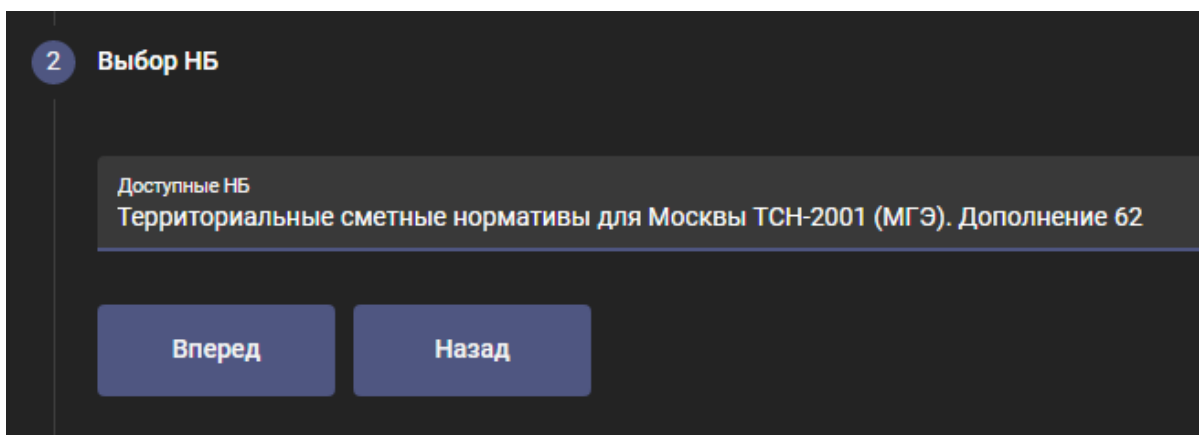 2 Выбор НБ
Доступные НБ
Территориальные сметные нормативы для Москвы ТСН-2001 (МГЭ). Дополнение 62
Вперед Назад